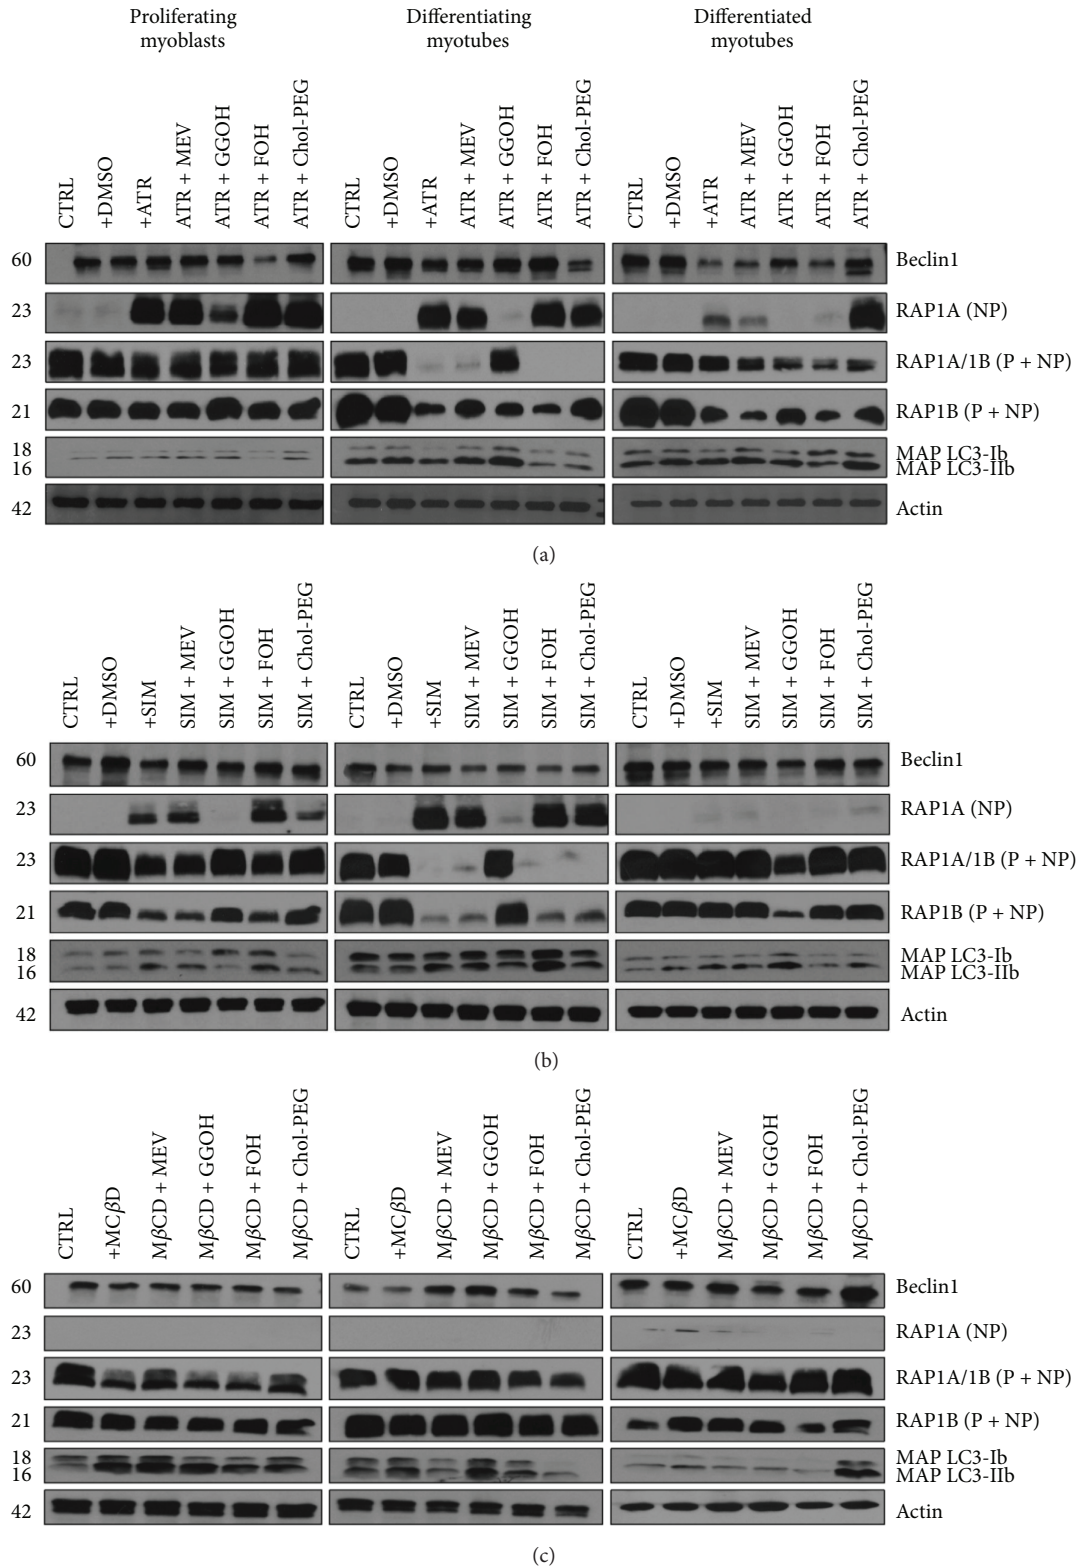 Proliferating
myoblasts
Differentiating
myotubes
Differentiated
myotubes
CTRL
+DMSO
+ATR
ATR + MEV
ATR + GGOH
ATR + FOH
ATR + Chol-PEG
CTRL
+DMSO
+ATR
ATR + MEV
ATR + GGOH
ATR + FOH
ATR + Chol-PEG
CTRL
+DMSO
+ATR
ATR + MEV
ATR + GGOH
ATR + FOH
ATR + Chol-PEG
60 Beclin1
23 RAP1A (NP)
23 RAP1A/1B (P + NP)
21 RAP1B (P + NP)
18 MAP LC3-Ib
16 MAP LC3-IIb
42 Actin
(a)
CTRL
+DMSO
+SIM
SIM + MEV
SIM + GGOH
SIM + FOH
SIM + Chol-PEG
CTRL
+DMSO
+SIM
SIM + MEV
SIM + GGOH
SIM + FOH
SIM + Chol-PEG
CTRL
+DMSO
+SIM
SIM + MEV
SIM + GGOH
SIM + FOH
SIM + Chol-PEG
60 Beclin1
23 RAP1A (NP)
23 RAP1A/1B (P + NP)
21 RAP1B (P + NP)
18 MAP LC3-Ib
16 MAP LC3-IIb
42 Actin
(b)
CTRL
+MCβD
MβCD + MEV
MβCD + GGOH
MβCD + FOH
MβCD + Chol-PEG
CTRL
+MCβD
MβCD + MEV
MβCD + GGOH
MβCD + FOH
MβCD + Chol-PEG
CTRL
+MCβD
MβCD + MEV
MβCD + GGOH
MβCD + FOH
MβCD + Chol-PEG
60 Beclin1
23 RAP1A (NP)
23 RAP1A/1B (P + NP)
21 RAP1B (P + NP)
18 MAP LC3-Ib
16 MAP LC3-IIb
42 Actin
(c)